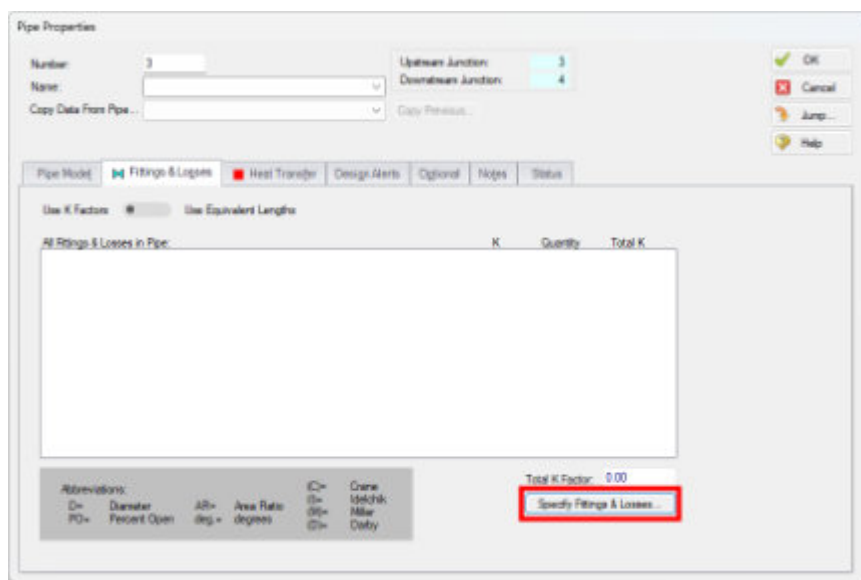 Pipe Properties
Number: 3
Upstream Junction: 3
OK
Name:
Downstream Junction: 4
Cancel
Copy Data From Pipe...
Copy Previous...
Jump...
Help
Pipe Model
Fittings & Losses
Heat Transfer
Design Alerts
Optional
Notes
Status
Use K Factors
Use Equivalent Lengths
All Fittings & Losses in Pipe:
K
Quantity
Total K
Total K Factor: 0.00
Specify Fittings & Losses...
Abbreviations:
D= Diameter
AR= Area Ratio
PO= Percent Open
deg.= degrees
(C)= Crane
(I)= Idelchik
(M)= Miller
(D)= Darby